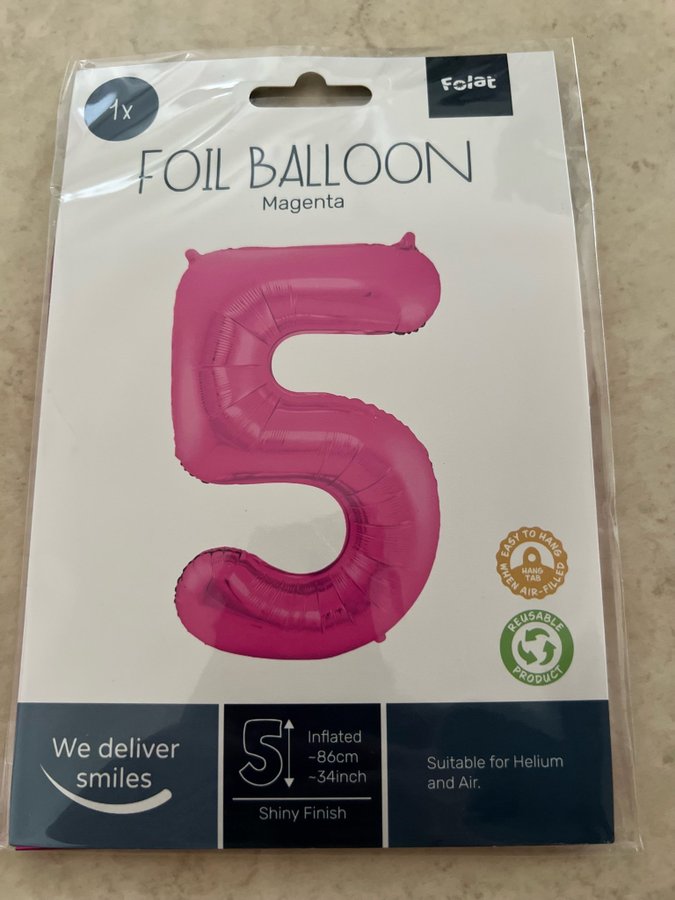 1x
Folat
FOIL BALLOON
Magenta
EASY TO HANG
WHEN AIR-FILLED
HANG
TAB
REUSABLE
PRODUCT
We deliver
smiles
5
Inflated
~86cm
~34inch
Shiny Finish
Suitable for Helium
and Air.